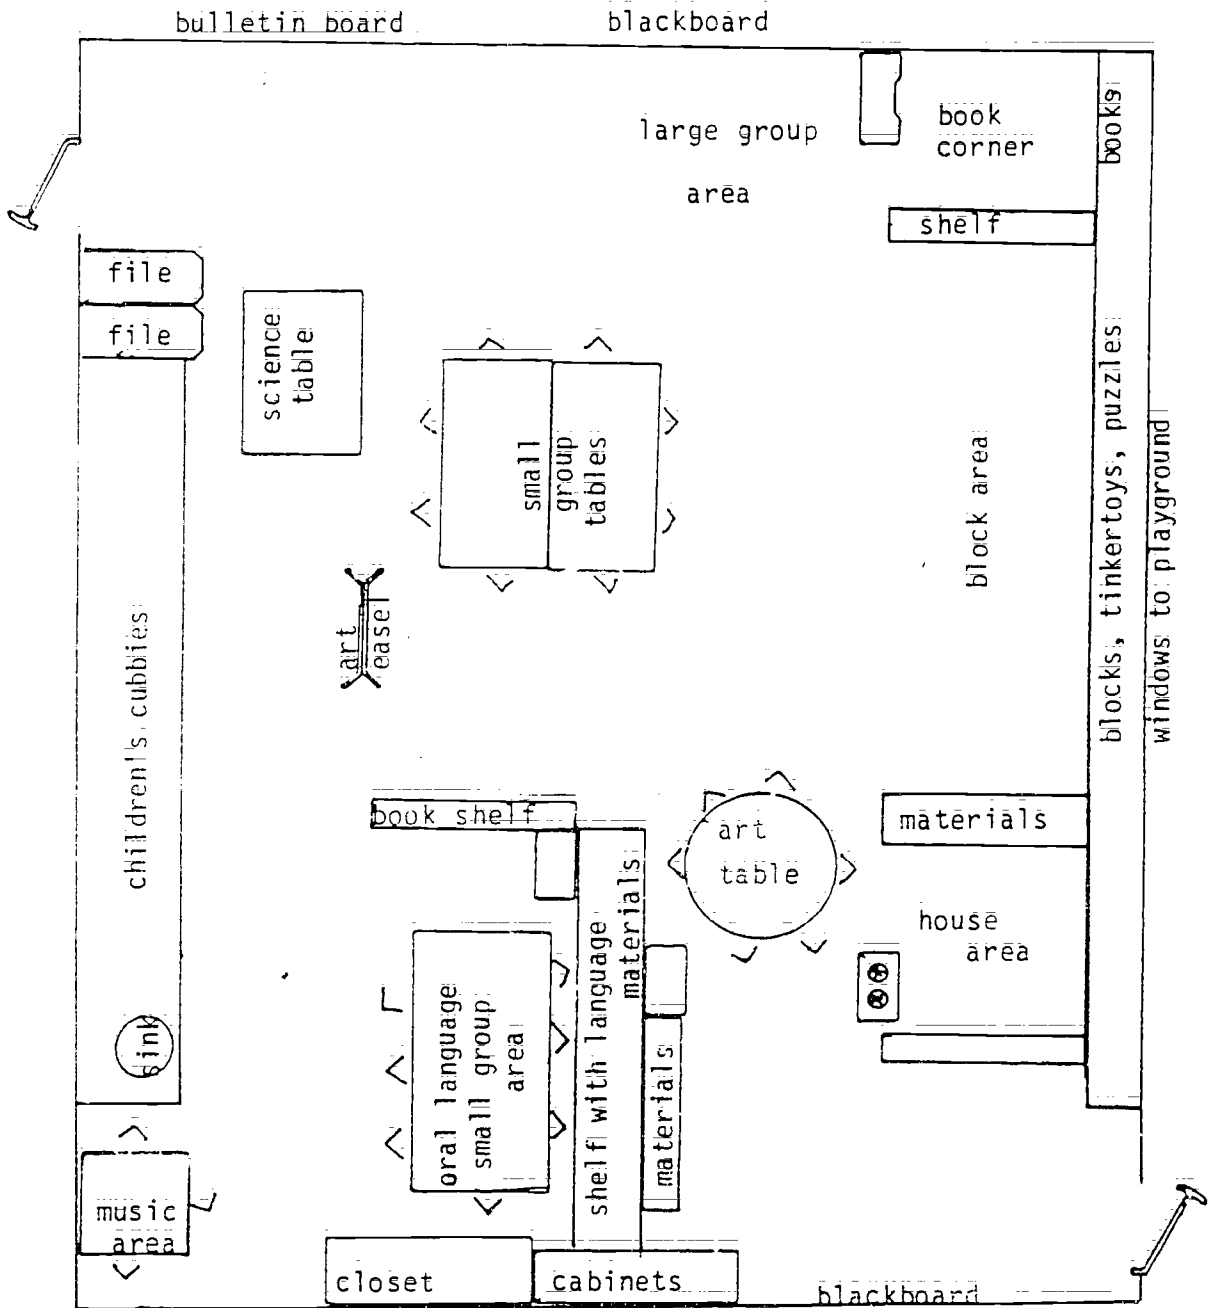 bulletin board
blackboard
large group
area
book
corner
books
shelf
file
file
science
table
small
group
tables
block area
blocks, tinkertoys, puzzles
windows to playground
art
easel
children's cubbies
book shelf
art
table
materials
house
area
sink
oral language
small group
area
shelf with language
materials
materials
music
area
closet
cabinets
blackboard